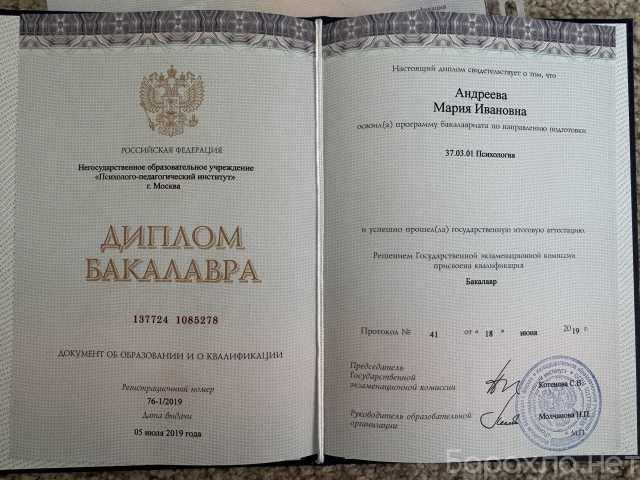 РОССИЙСКАЯ ФЕДЕРАЦИЯ
Негосударственное образовательное учреждение
«Психолого-педагогический институт»
г. Москва
ДИПЛОМ
БАКАЛАВРА
137724 1085278
ДОКУМЕНТ ОБ ОБРАЗОВАНИИ И О КВАЛИФИКАЦИИ
Регистрационный номер
76-1/2019
Дата выдачи
05 июля 2019 года
Настоящий диплом свидетельствует о том, что
Андреева
Мария Ивановна
освоил(а) программу бакалавриата по направлению подготовки
37.03.01 Психология
и успешно прошел(ла) государственную итоговую аттестацию
Решением Государственной экзаменационной комиссии
присвоена квалификация
Бакалавр
Протокол № 41 от « 18 » июня 2019 г.
Председатель
Государственной
экзаменационной комиссии
Котенова С.В.
Руководитель образовательной
организации
Молчанова Н.П.
М.П.
Барахла.Нет